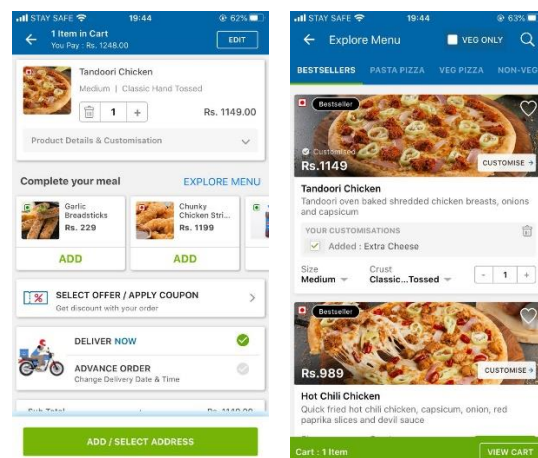 STAY SAFE 19:44 62%
1 Item in Cart
You Pay : Rs. 1248.00
EDIT
Tandoori Chicken
Medium | Classic Hand Tossed
1 +
Rs. 1149.00
Product Details & Customisation
Complete your meal
EXPLORE MENU
Garlic
Breadsticks
Rs. 229
ADD
Chunky
Chicken Stri...
Rs. 1199
ADD
SELECT OFFER / APPLY COUPON
Get discount with your order
DELIVER NOW
ADVANCE
ORDER
Change Delivery Date & Time
Sub Total
Rs. 1149.00
ADD / SELECT ADDRESS
STAY SAFE 19:44 63%
Explore Menu
VEG ONLY
BESTSELLERS PASTA PIZZA VEG PIZZA NON-VEG
Bestseller
Customised
Rs.1149
CUSTOMISE
Tandoori Chicken
Tandoori oven baked shredded chicken breasts, onions
and capsicum
YOUR CUSTOMISATIONS
Added : Extra Cheese
Size
Medium
Crust
Classic...Tossed
- 1 +
Bestseller
Rs.989
CUSTOMISE
Hot Chili Chicken
Quick fried hot chili chicken, capsicum, onion, red
paprika slices and devil sauce
Cart : 1 Item
VIEW CART